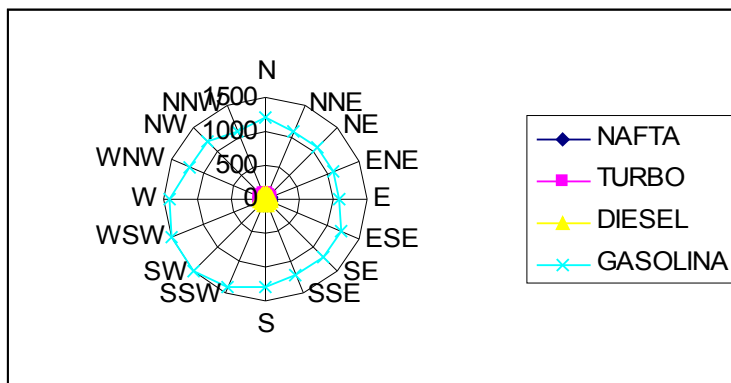 N
NNE
NE
ENE
E
ESE
SE
SSE
S
SSW
SW
WSW
W
WNW
NW
NNW
1500
1000
500
0
NAFTA
TURBO
DIESEL
GASOLINA